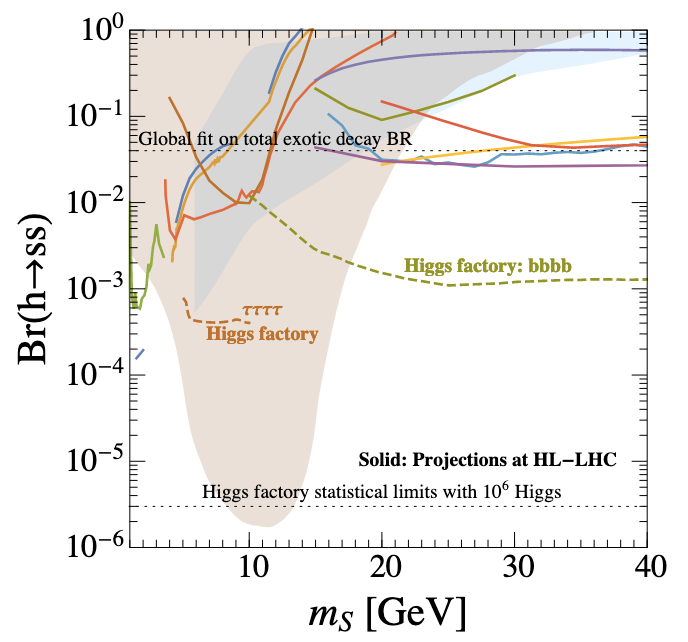 10^0
10^−1
10^−2
10^−3
10^−4
10^−5
10^−6
Br(h→ss)
Global fit on total exotic decay BR
Higgs factory: bbbb
ττττ
Higgs factory
Solid: Projections at HL−LHC
Higgs factory statistical limits with 10^6 Higgs
10 20 30 40
m_S [GeV]